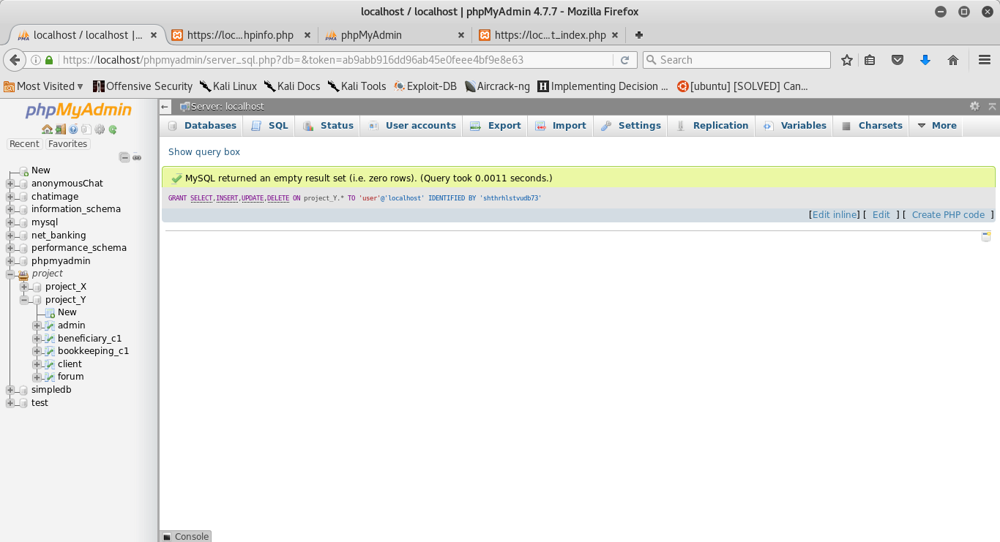 localhost / localhost | phpMyAdmin 4.7.7 - Mozilla Firefox
localhost / localhost |... https://loc...hpinfo.php phpMyAdmin https://loc...t_index.php
https://localhost/phpmyadmin/server_sql.php?db=&token=ab9abb916dd96ab45e0feee4bf9e8e63 Search
Most Visited Offensive Security Kali Linux Kali Docs Kali Tools Exploit-DB Aircrack-ng Implementing Decision ... [ubuntu] [SOLVED] Can...
phpMyAdmin
Recent Favorites
New
anonymousChat
chatimage
information_schema
mysql
net_banking
performance_schema
phpmyadmin
project
project_X
project_Y
New
admin
beneficiary_c1
bookkeeping_c1
client
forum
simpledb
test
Server: localhost
Databases SQL Status User accounts Export Import Settings Replication Variables Charsets More
Show query box
MySQL returned an empty result set (i.e. zero rows). (Query took 0.0011 seconds.)
GRANT SELECT,INSERT,UPDATE,DELETE ON project_Y.* TO 'user'@'localhost' IDENTIFIED BY 'shthrhlstvudb73'
[Edit inline] [ Edit ] [ Create PHP code ]
Console